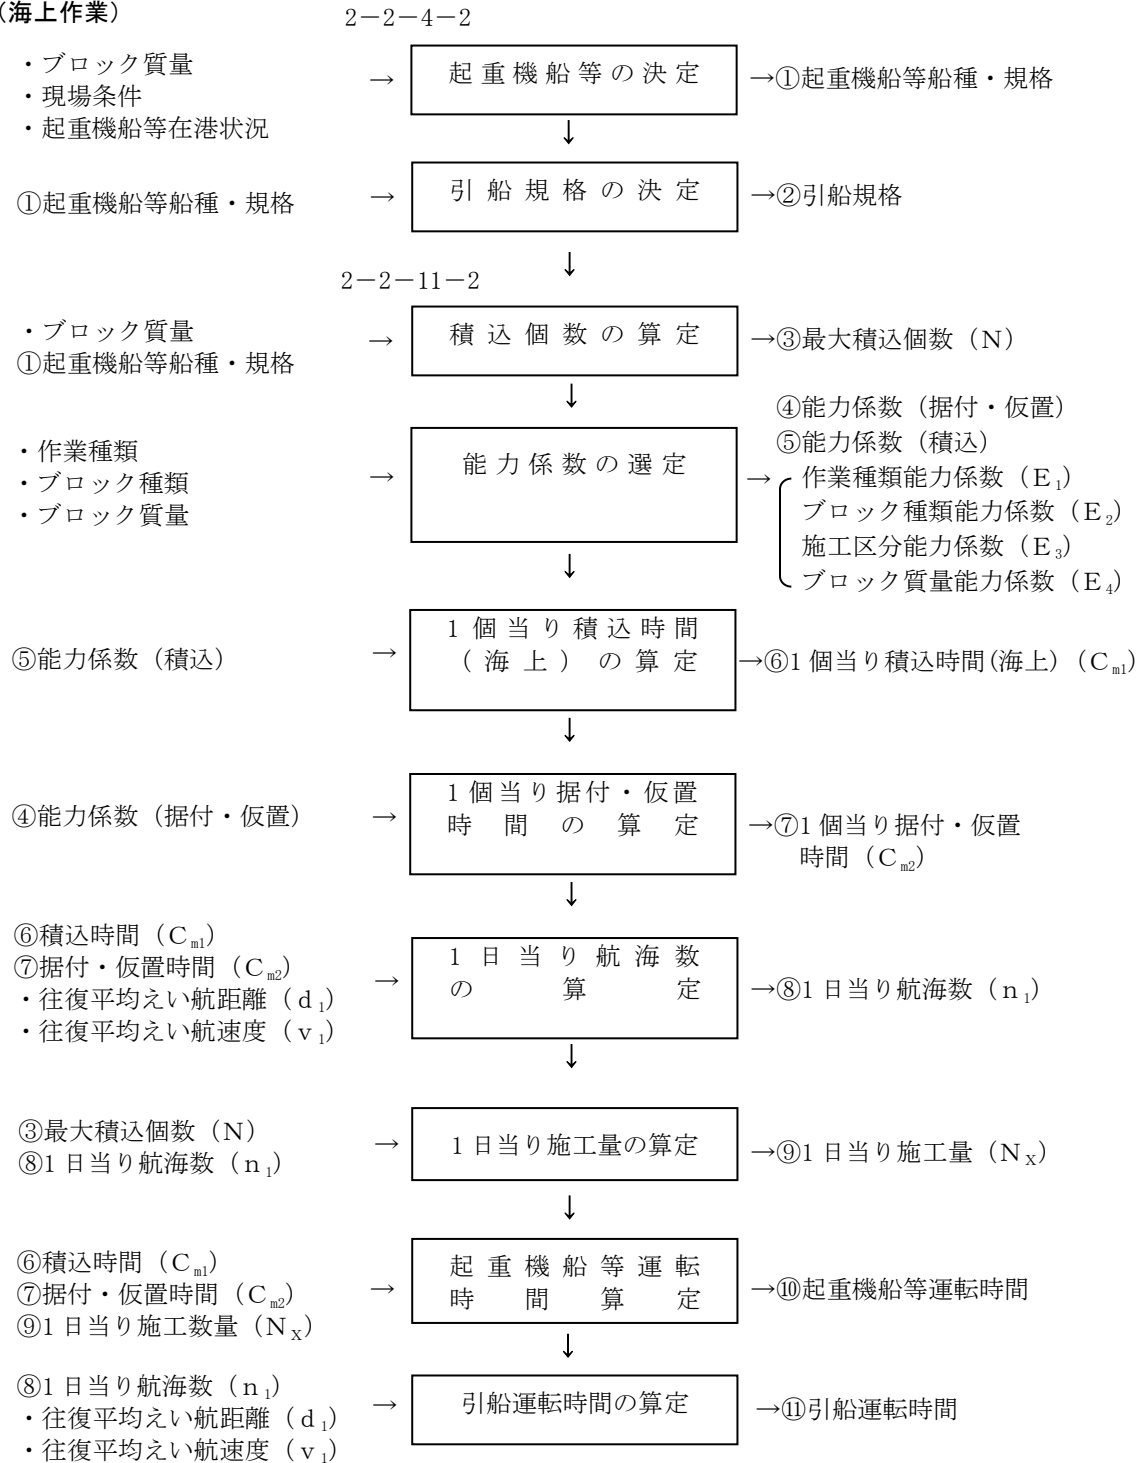 （海上作業）
2－2－4－2
・ブロック質量
・現場条件
・起重機船等在港状況
→
起重機船等の決定
→①起重機船等船種・規格
↓
①起重機船等船種・規格
→
引船規格の決定
→②引船規格
↓
2－2－11－2
・ブロック質量
①起重機船等船種・規格
→
積込個数の算定
→③最大積込個数（N）
↓
・作業種類
・ブロック種類
・ブロック質量
→
能力係数の選定
→
④能力係数（据付・仮置）
⑤能力係数（積込）
作業種類能力係数（E₁）
ブロック種類能力係数（E₂）
施工区分能力係数（E₃）
ブロック質量能力係数（E₄）
↓
⑤能力係数（積込）
→
1個当り積込時間
（海上）の算定
→⑥1個当り積込時間(海上)（Cm1）
↓
④能力係数（据付・仮置）
→
1個当り据付・仮置
時間の算定
→⑦1個当り据付・仮置
時間（Cm2）
↓
⑥積込時間（Cm1）
⑦据付・仮置時間（Cm2）
・往復平均えい航距離（d₁）
・往復平均えい航速度（v₁）
→
1日当り航海数
の算定
→⑧1日当り航海数（n₁）
↓
③最大積込個数（N）
⑧1日当り航海数（n₁）
→
1日当り施工量の算定
→⑨1日当り施工量（NX）
↓
⑥積込時間（Cm1）
⑦据付・仮置時間（Cm2）
⑨1日当り施工数量（NX）
→
起重機船等運転
時間算定
→⑩起重機船等運転時間
↓
⑧1日当り航海数（n₁）
・往復平均えい航距離（d₁）
・往復平均えい航速度（v₁）
→
引船運転時間の算定
→⑪引船運転時間